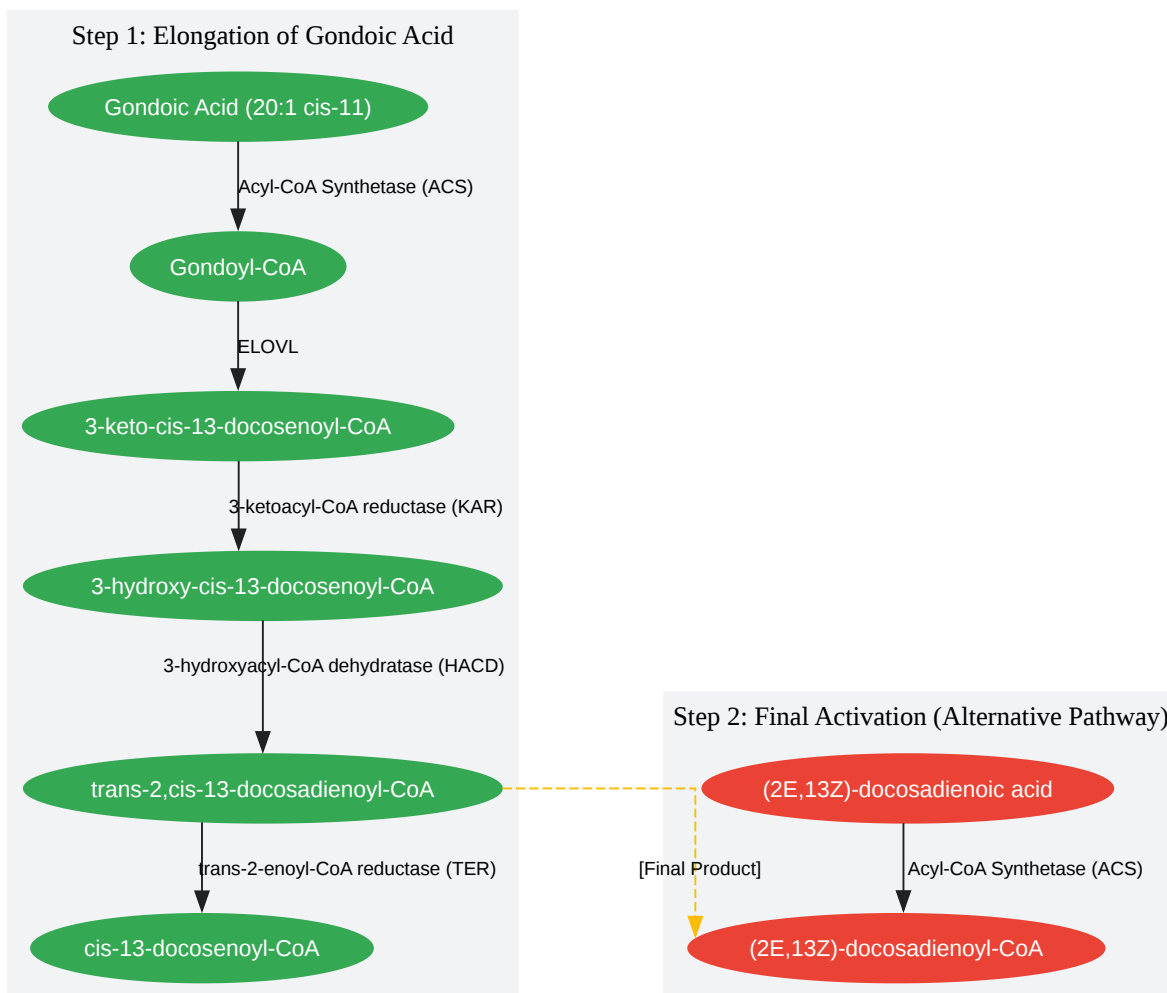 Step 1: Elongation of Gondoic Acid
Gondoic Acid (20:1 cis-11)
Acyl-CoA Synthetase (ACS)
Gondoyl-CoA
ELOVL
3-keto-cis-13-docosenoyl-CoA
3-ketoacyl-CoA reductase (KAR)
3-hydroxy-cis-13-docosenoyl-CoA
3-hydroxyacyl-CoA dehydratase (HACD)
trans-2,cis-13-docosadienoyl-CoA
trans-2-enoyl-CoA reductase (TER)
cis-13-docosenoyl-CoA
Step 2: Final Activation (Alternative Pathway)
(2E,13Z)-docosadienoic acid
[Final Product]
Acyl-CoA Synthetase (ACS)
(2E,13Z)-docosadienoyl-CoA